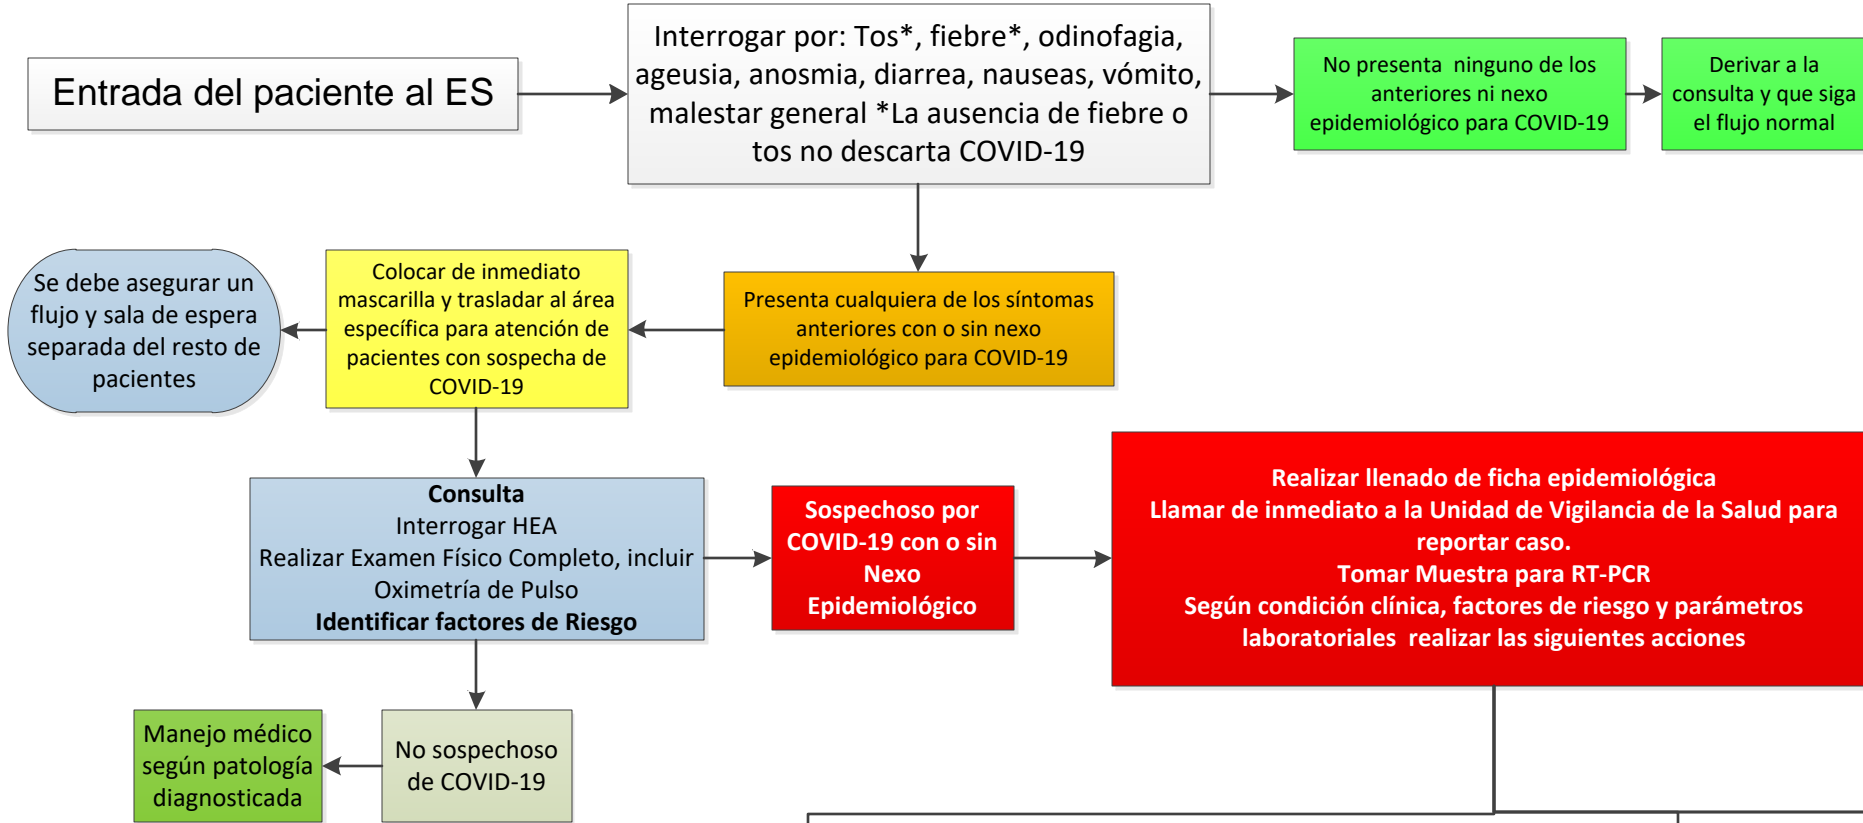 Entrada del paciente al ES
Interrogar por: Tos*, fiebre*, odinofagia,
ageusia, anosmia, diarrea, nauseas, vómito,
malestar general *La ausencia de fiebre o
tos no descarta COVID-19
No presenta  ninguno de los
anteriores ni nexo
epidemiológico para COVID-19
Derivar a la
consulta y que siga
el flujo normal
Se debe asegurar un
flujo y sala de espera
separada del resto de
pacientes
Colocar de inmediato
mascarilla y trasladar al área
específica para atención de
pacientes con sospecha de
COVID-19
Presenta cualquiera de los síntomas
anteriores con o sin nexo
epidemiológico para COVID-19
Consulta
Interrogar HEA
Realizar Examen Físico Completo, incluir
Oximetría de Pulso
Identificar factores de Riesgo
Sospechoso por
COVID-19 con o sin
Nexo
Epidemiológico
Realizar llenado de ficha epidemiológica
Llamar de inmediato a la Unidad de Vigilancia de la Salud para
reportar caso.
Tomar Muestra para RT-PCR
Según condición clínica, factores de riesgo y parámetros
laboratoriales  realizar las siguientes acciones
Manejo médico
según patología
diagnosticada
No sospechoso
de COVID-19